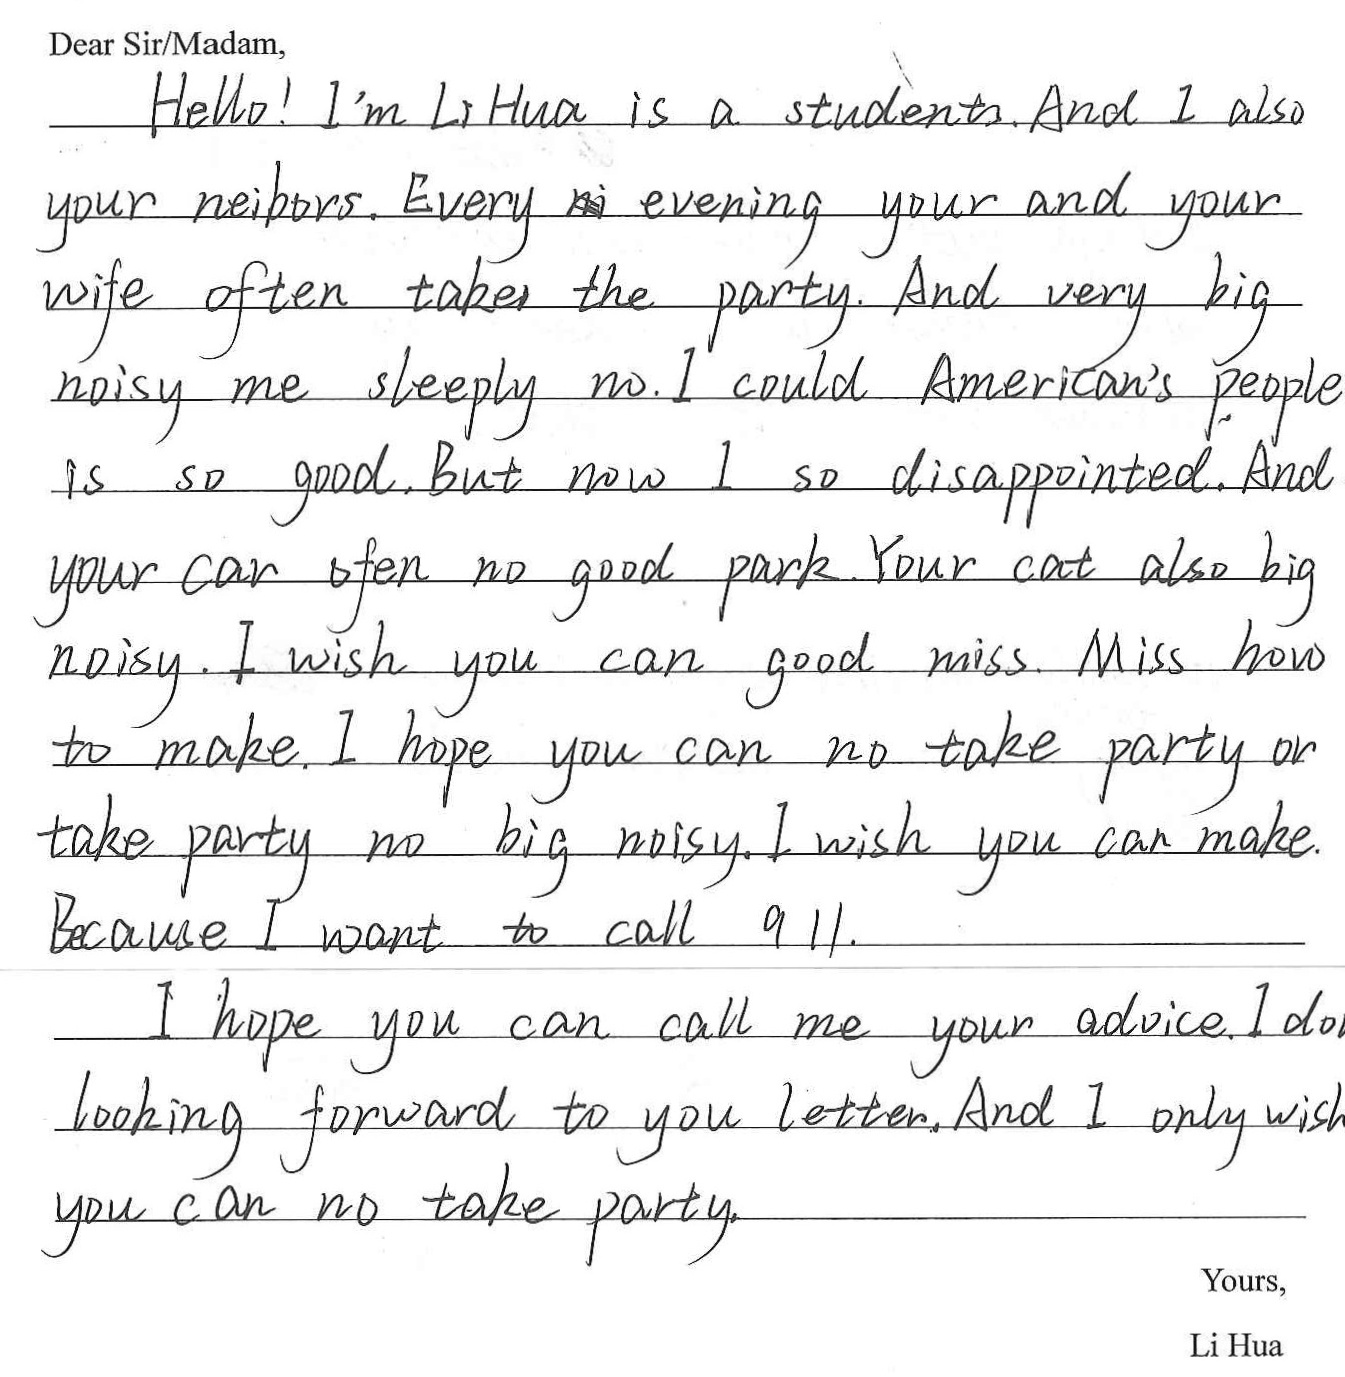 Dear Sir/Madam,
Hello! I'm Li Hua is a students. And I also
your neibors. Every evening your and your
wife often takes the party. And very big
noisy me sleeply no. I could American's people
is so good. But now I so disappointed. And
your car ofen no good park. Your cat also big
noisy. I wish you can good miss. Miss how
to make. I hope you can no take party or
take party no big noisy. I wish you can make.
Because I want to call 911.
I hope you can call me your advice. I
looking forward to you letter. And I only wish
you can no take party.
Yours,
Li Hua